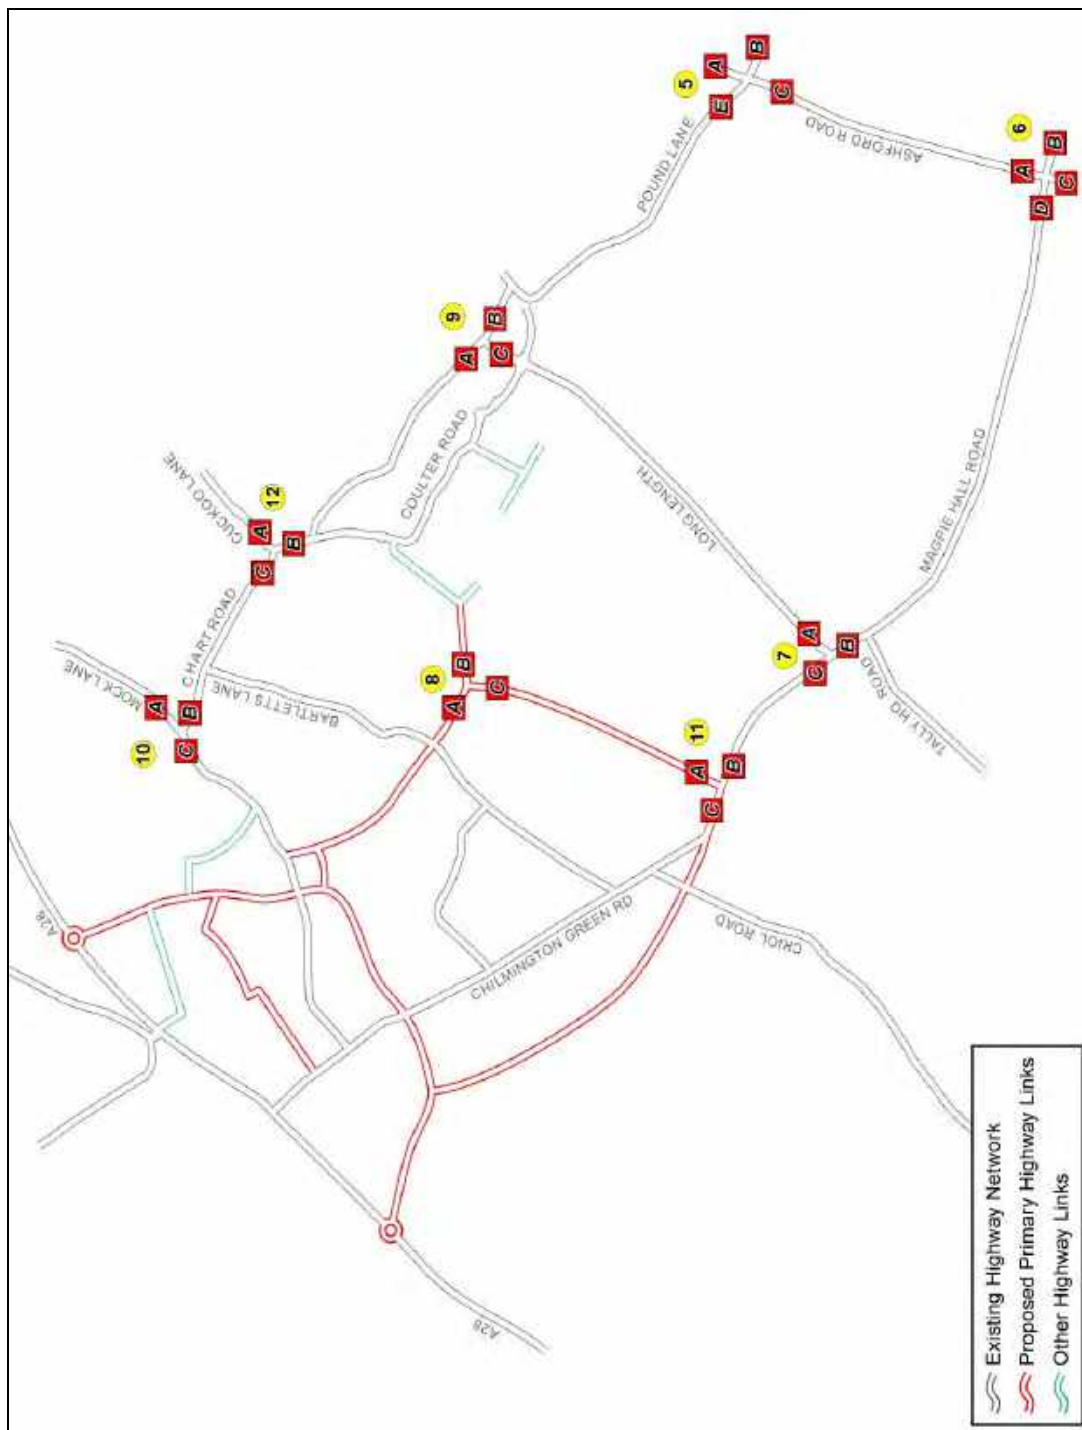 5
A
B
C
E
POUND LANE
ASHFORD ROAD
6
A
B
C
D
9
A
B
C
COULTER ROAD
CUCKOO LANE
12
A
B
C
CHART ROAD
MOCK LANE
10
A
B
C
BARTLETTS LANE
8
A
B
C
LONG LENGTH
MAGPIE HALL ROAD
7
A
B
C
TALLY HO ROAD
11
A
B
C
CHILMINGTON GREEN RD
CRIOL ROAD
A28
A28
Existing Highway Network
Proposed Primary Highway Links
Other Highway Links